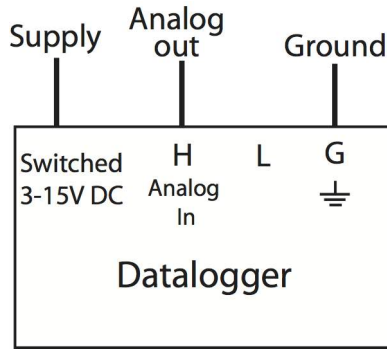 Supply
Analog
out
Ground
Switched
3-15V DC
H
Analog
In
L
G
Datalogger